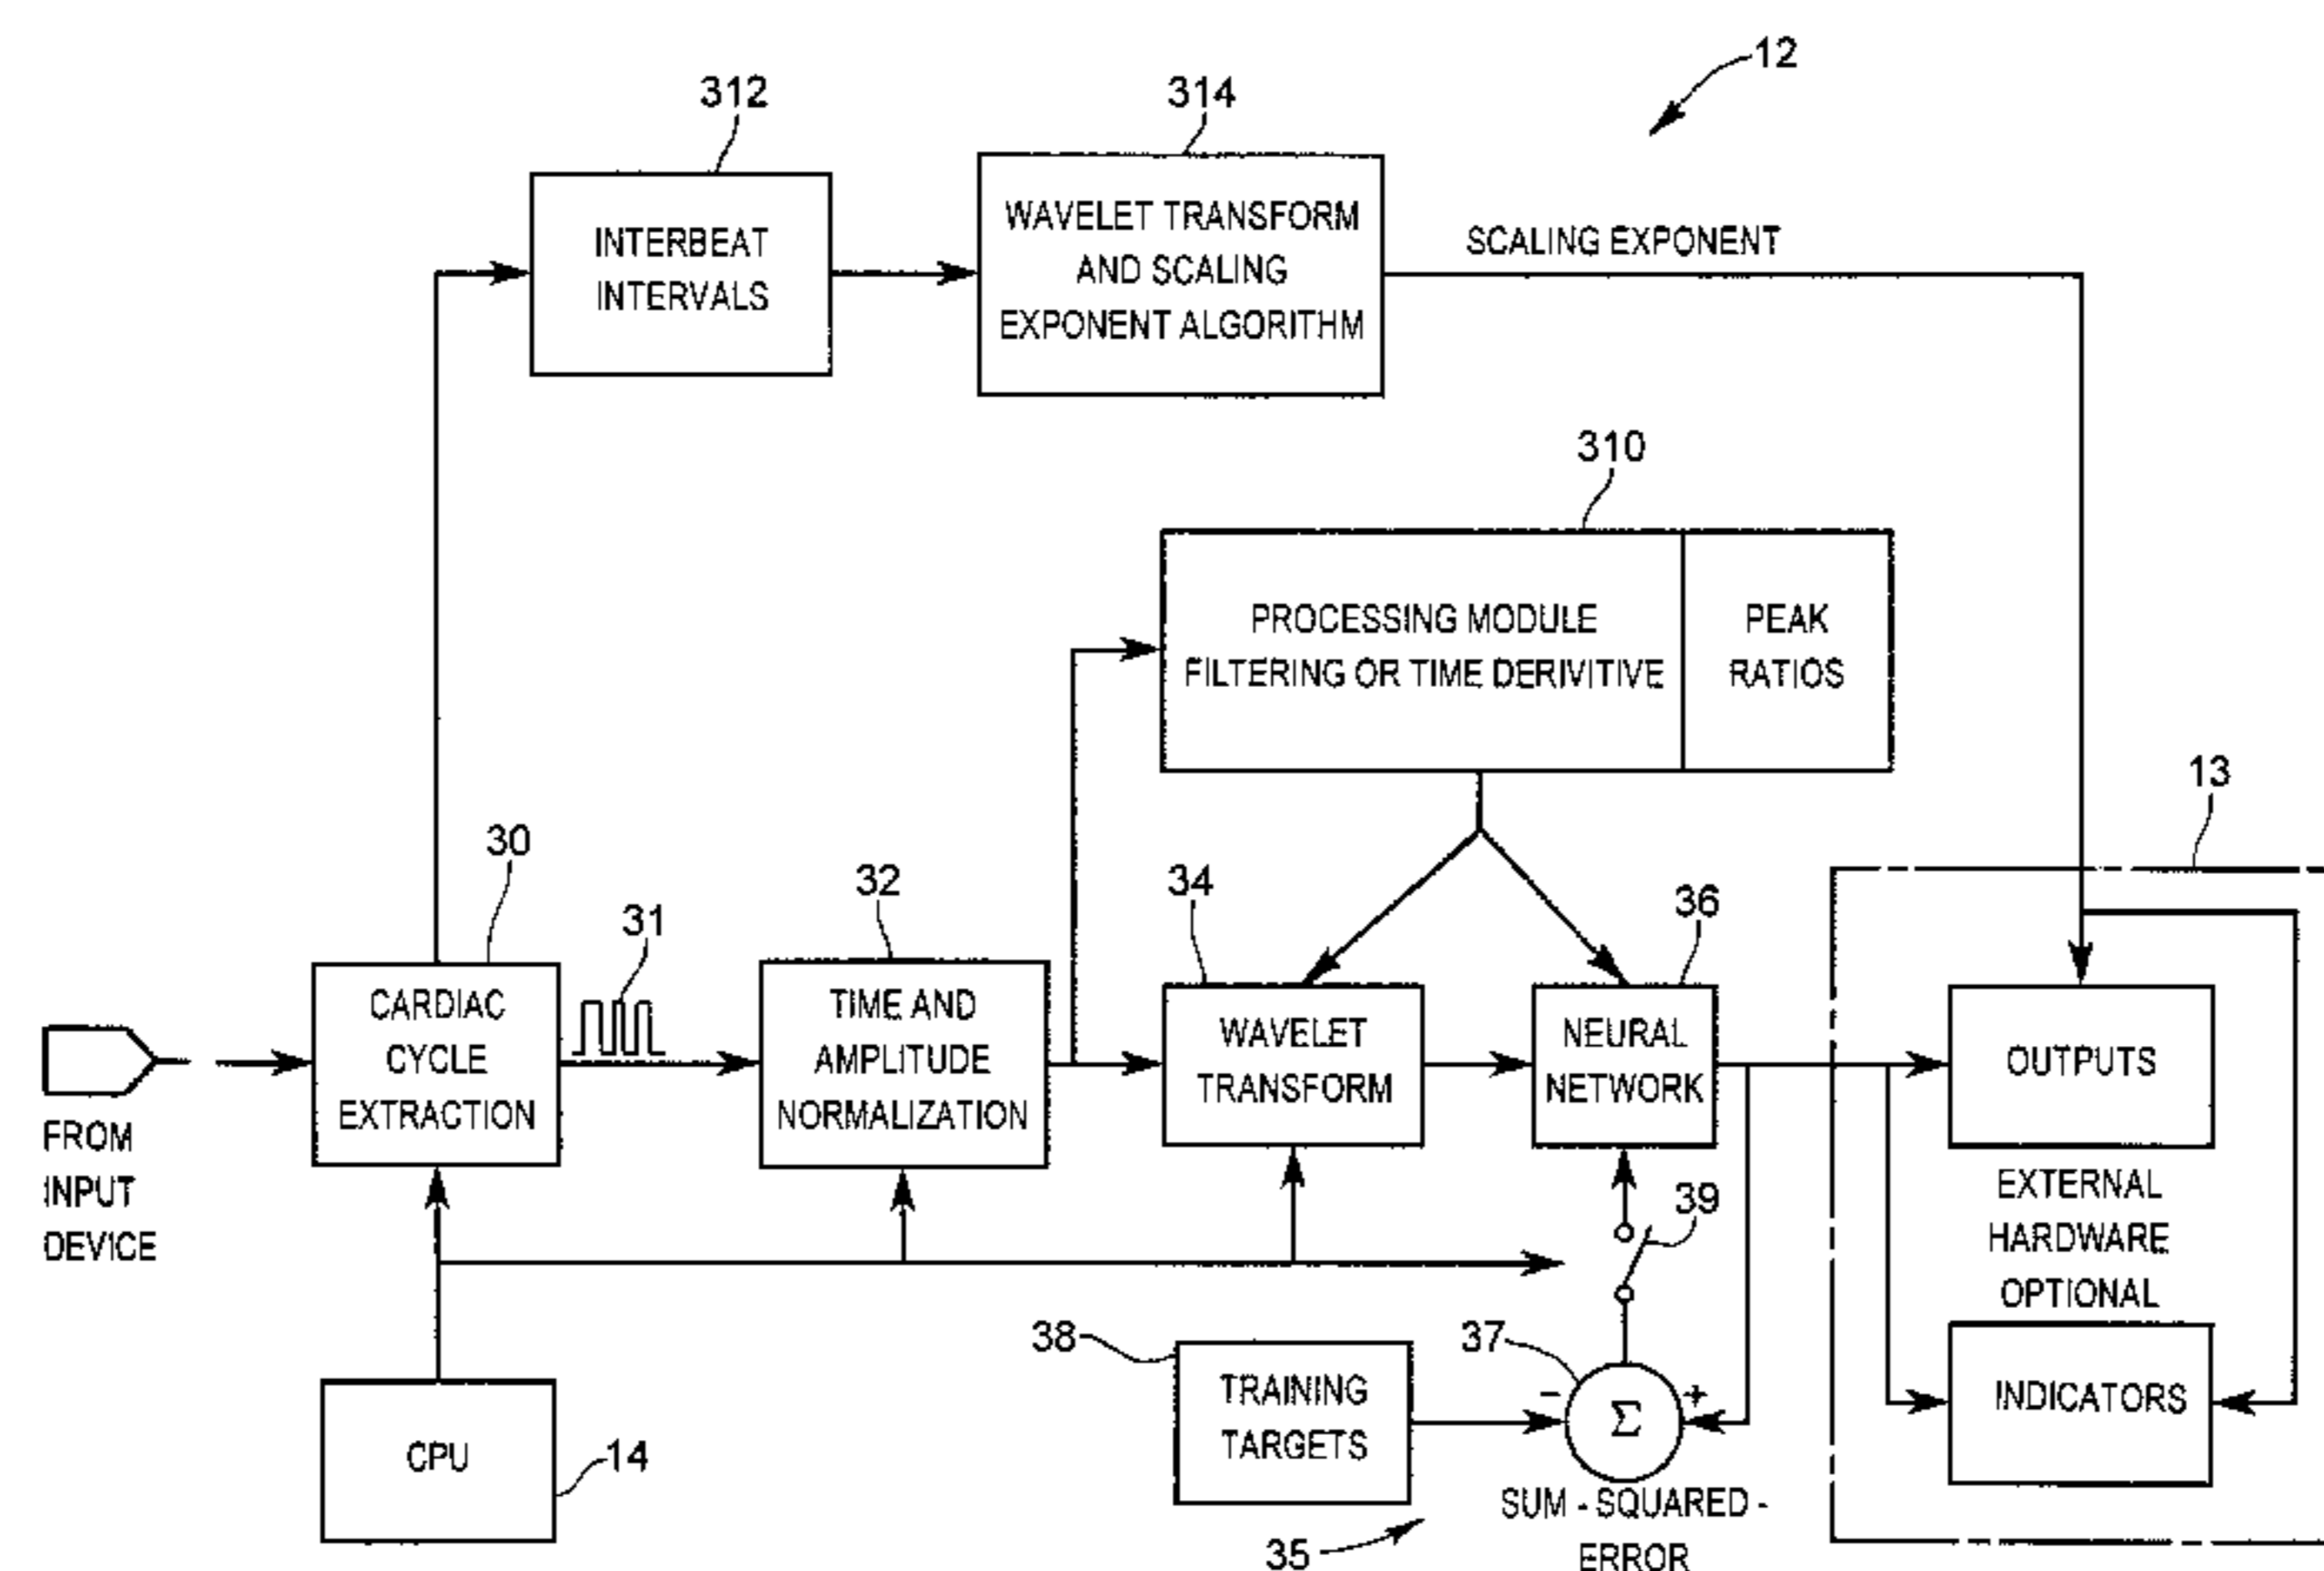 12
312
314
INTERBEAT
INTERVALS
WAVELET TRANSFORM
AND SCALING
EXPONENT ALGORITHM
SCALING EXPONENT
310
PROCESSING MODULE
FILTERING OR TIME DERIVITIVE
PEAK
RATIOS
13
30
31
32
34
36
FROM
INPUT
DEVICE
CARDIAC
CYCLE
EXTRACTION
TIME AND
AMPLITUDE
NORMALIZATION
WAVELET
TRANSFORM
NEURAL
NETWORK
OUTPUTS
EXTERNAL
HARDWARE
OPTIONAL
39
38
TRAINING
TARGETS
37
-
Σ
+
SUM - SQUARED -
ERROR
35
INDICATORS
CPU
14